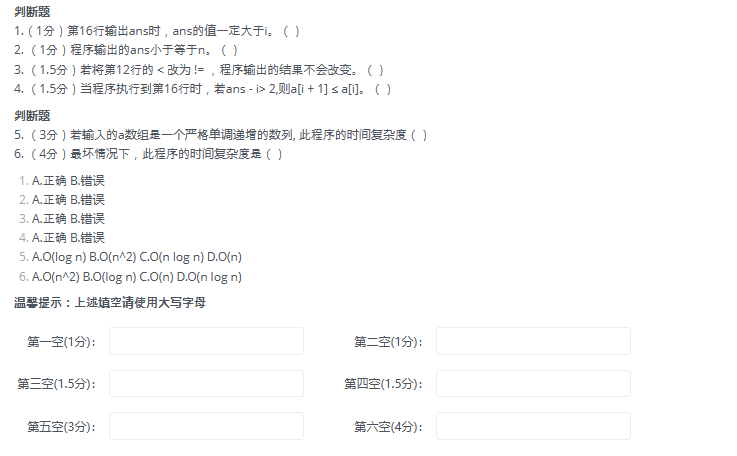 判断题
1.（1分）第16行输出ans时，ans的值一定大于i。（ ）
2. （1分）程序输出的ans小于等于n。（ ）
3. （1.5分）若将第12行的 < 改为 != ，程序输出的结果不会改变。（ ）
4. （1.5分）当程序执行到第16行时，若ans - i> 2,则a[i + 1] ≤ a[i]。（ ）
判断题
5. （3分）若输入的a数组是一个严格单调递增的数列, 此程序的时间复杂度（ ）
6. （4分）最坏情况下，此程序的时间复杂度是（ ）
1. A.正确 B.错误
2. A.正确 B.错误
3. A.正确 B.错误
4. A.正确 B.错误
5. A.O(log n) B.O(n^2) C.O(n log n) D.O(n)
6. A.O(n^2) B.O(log n) C.O(n) D.O(n log n)
温馨提示：上述填空请使用大写字母
第一空(1分)： 第二空(1分)：
第三空(1.5分)： 第四空(1.5分)：
第五空(3分)： 第六空(4分)：